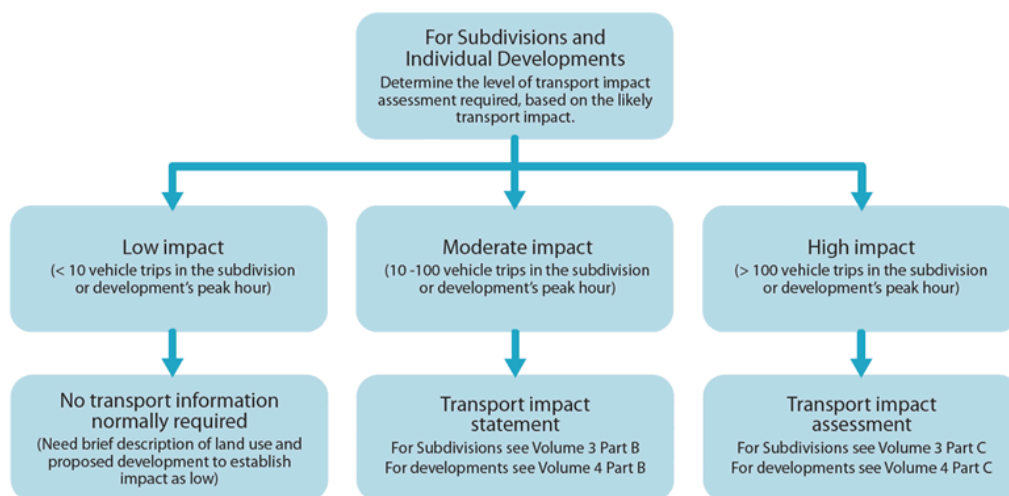 For Subdivisions and
Individual Developments
Determine the level of transport impact
assessment required, based on the likely
transport impact.
Low impact
(< 10 vehicle trips in the subdivision
or development's peak hour)
Moderate impact
(10 -100 vehicle trips in the subdivision
or development's peak hour)
High impact
(> 100 vehicle trips in the subdivision
or development's peak hour)
No transport information
normally required
(Need brief description of land use and
proposed development to establish
impact as low)
Transport impact
statement
For Subdivisions see Volume 3 Part B
For developments see Volume 4 Part B
Transport impact
assessment
For Subdivisions see Volume 3 Part C
For developments see Volume 4 Part C